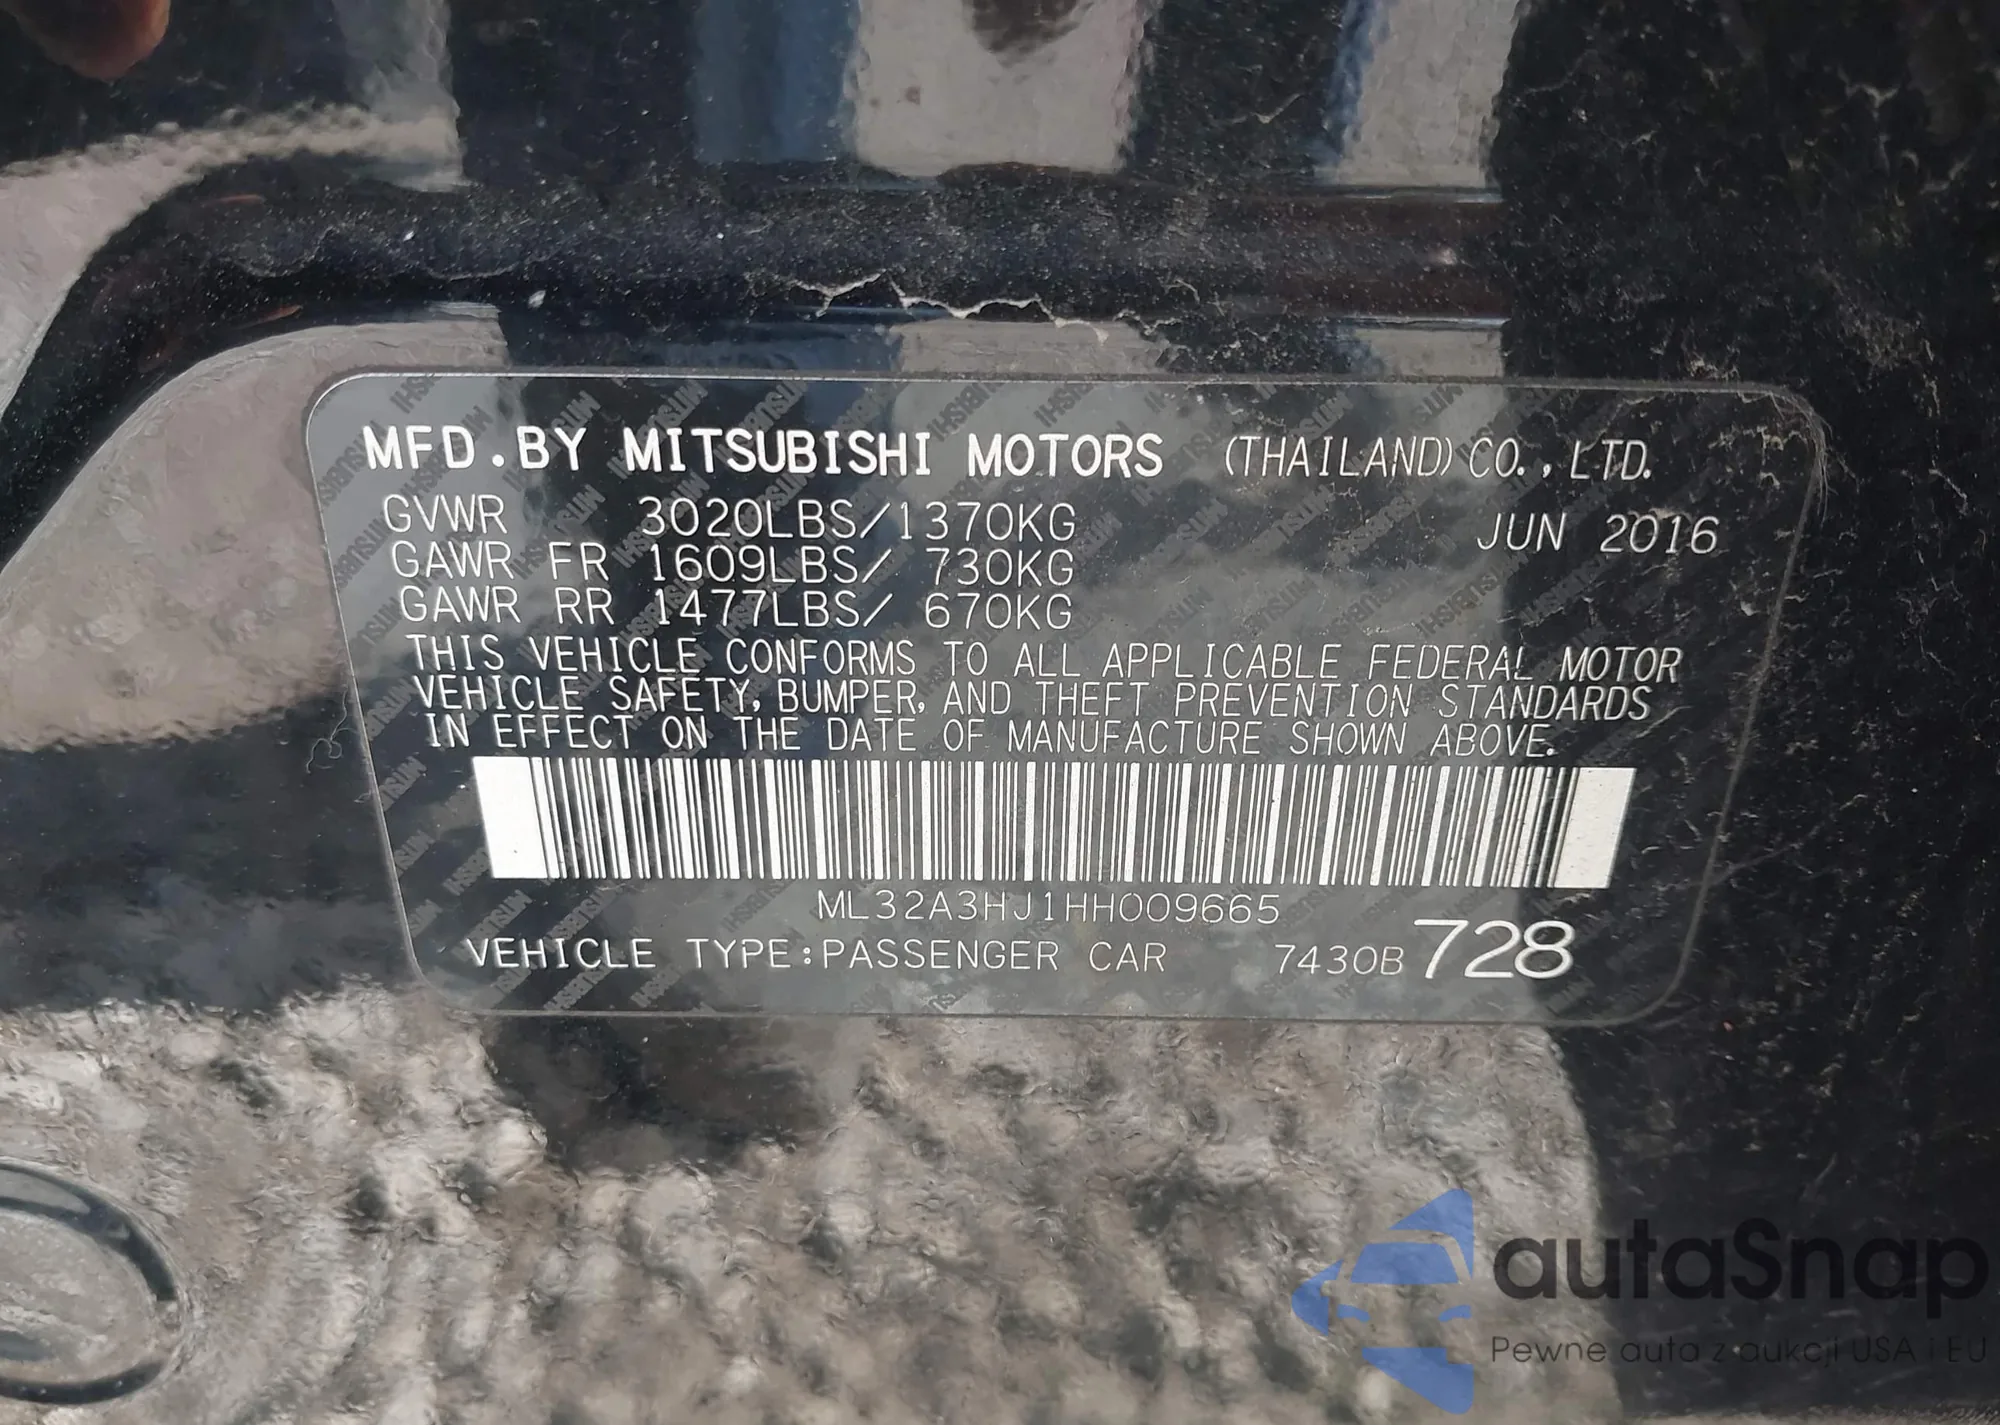 MFD.BY MITSUBISHI MOTORS (THAILAND) CO.,LTD.
GVWR 3020LBS/1370KG JUN 2016
GAWR FR 1609LBS/ 730KG
GAWR RR 1477LBS/ 670KG
THIS VEHICLE CONFORMS TO ALL APPLICABLE FEDERAL MOTOR
VEHICLE SAFETY, BUMPER, AND THEFT PREVENTION STANDARDS
IN EFFECT ON THE DATE OF MANUFACTURE SHOWN ABOVE.
ML32A3HJ1HH009665
VEHICLE TYPE:PASSENGER CAR 7430B 728
autaSnap
Pewne auta z aukcji USA i EU